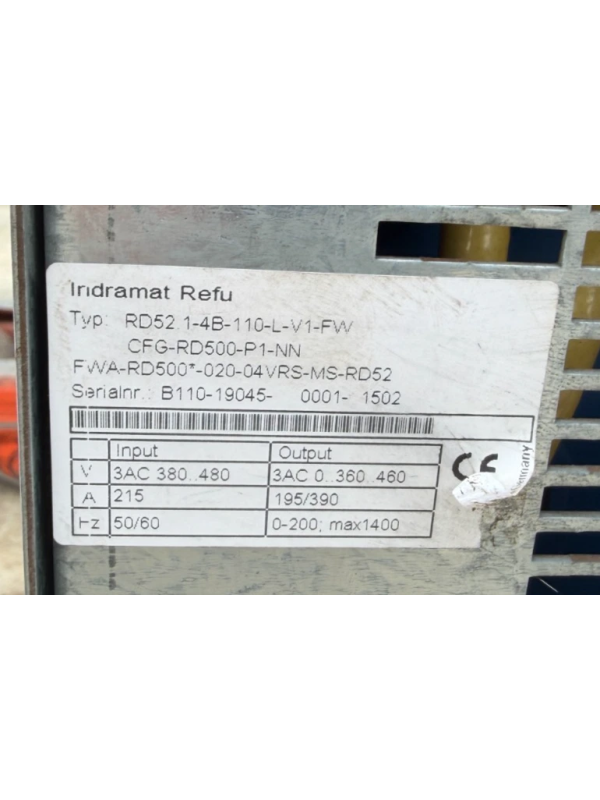 Indramat Refu
Typ: RD52.1-4B-110-L-V1-FW
CFG-RD500-P1-NN
FWA-RD500*-020-04VRS-MS-RD52
Serialnr.: B110-19045- 0001- 1502
Input Output
V 3AC 380..480 3AC 0..360..460
A 215 195/390
Hz 50/60 0-200; max1400
CE